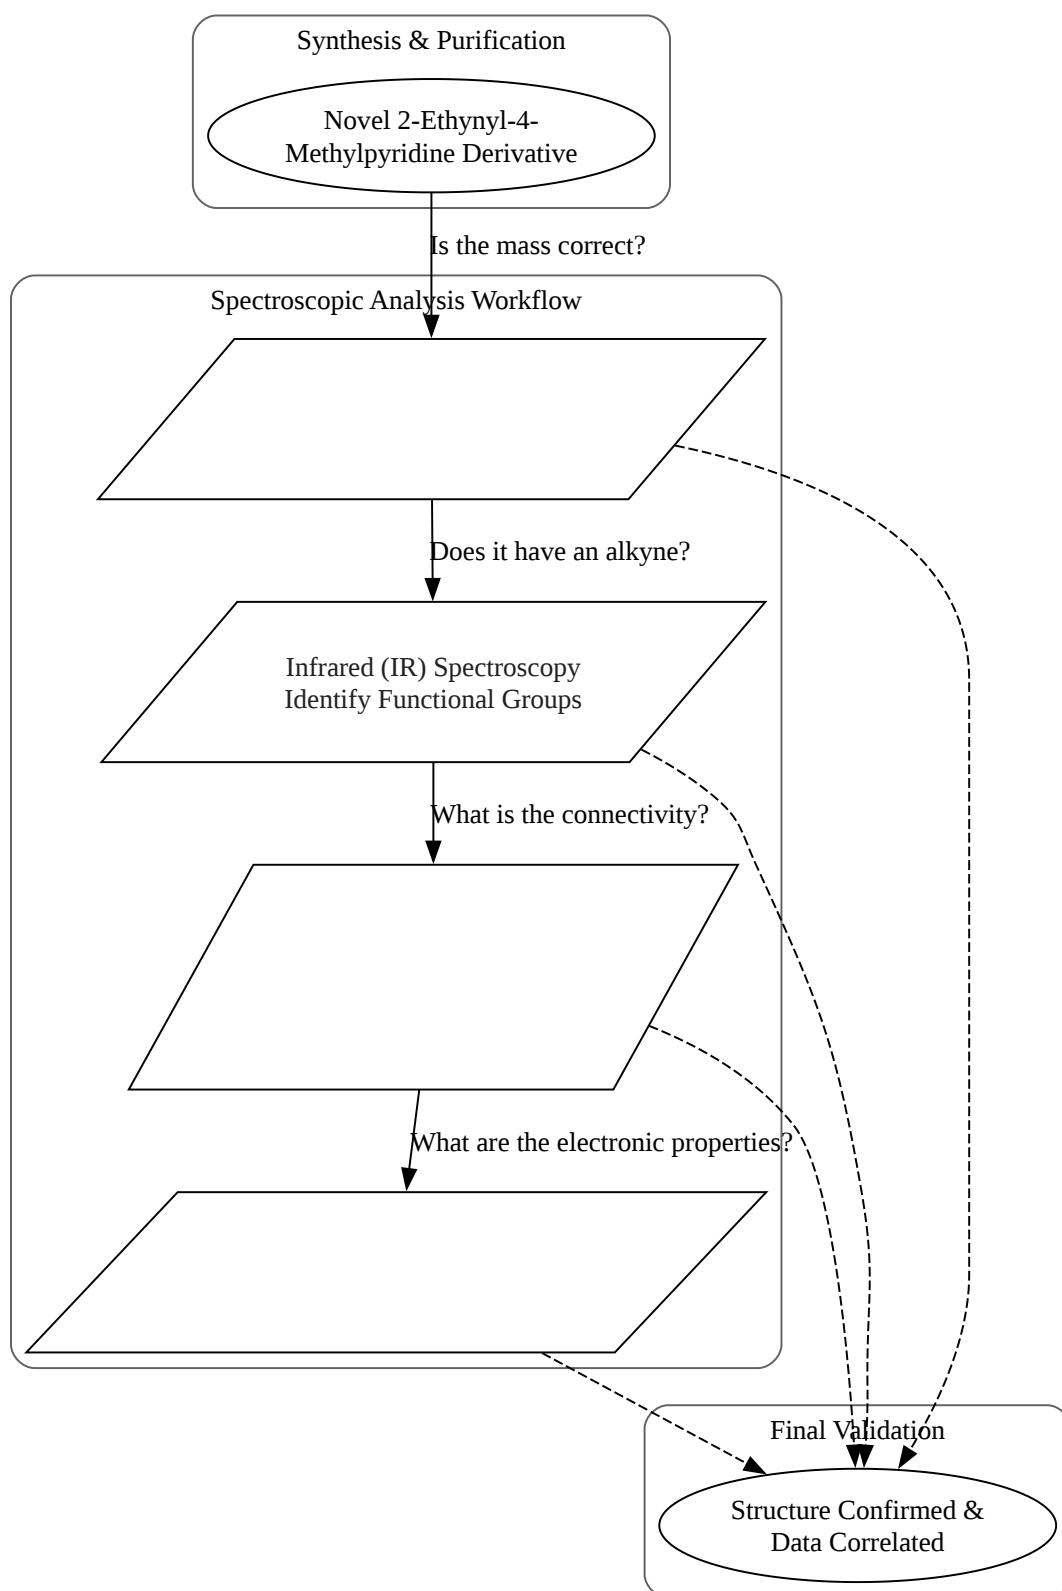 Synthesis & Purification
Novel 2-Ethynyl-4-
Methylpyridine Derivative
Is the mass correct?
Spectroscopic Analysis Workflow
Does it have an alkyne?
Infrared (IR) Spectroscopy
Identify Functional Groups
What is the connectivity?
What are the electronic properties?
Final Validation
Structure Confirmed &
Data Correlated